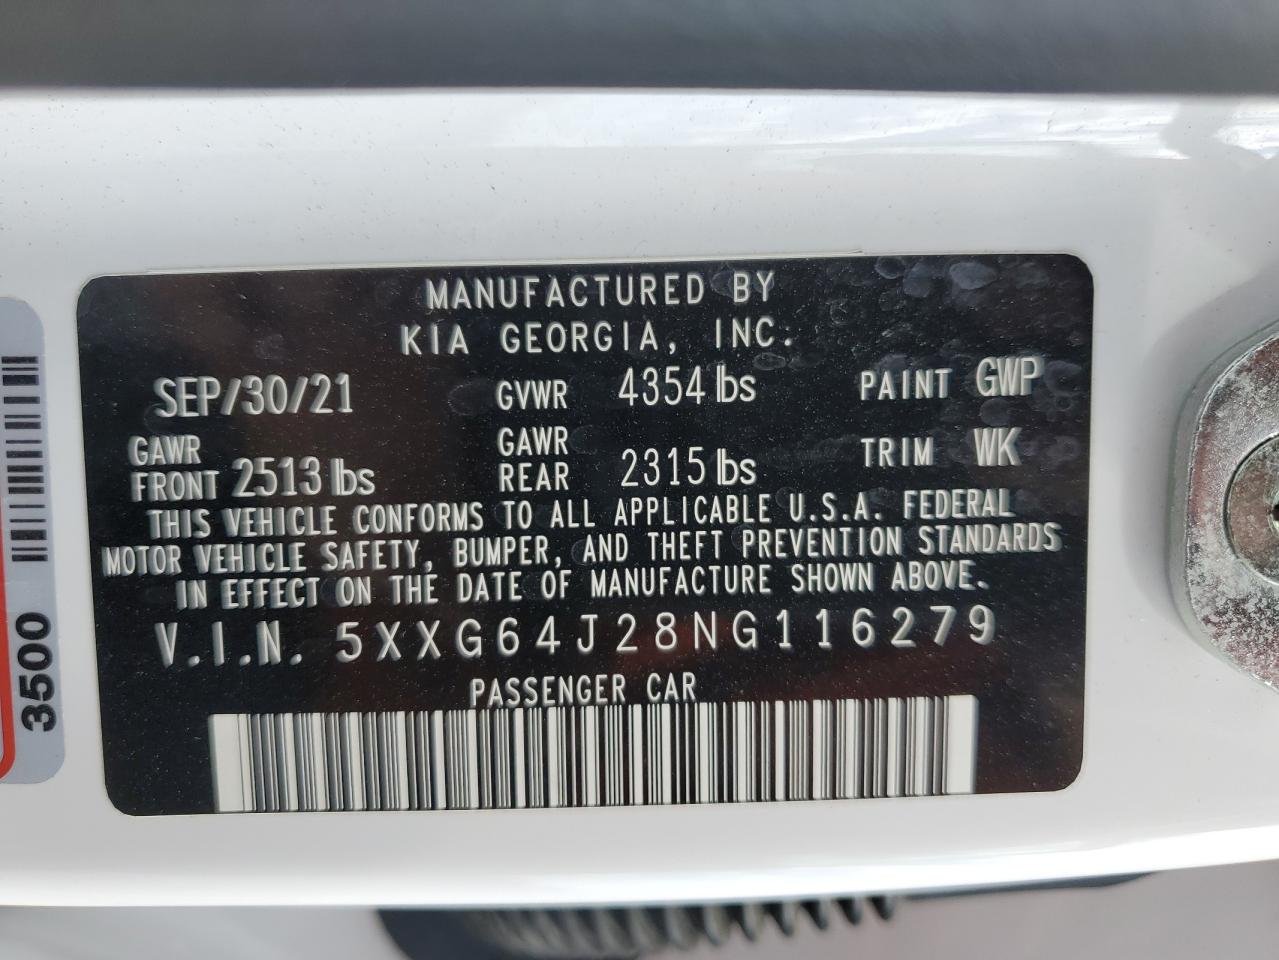 MANUFACTURED BY
KIA GEORGIA, INC.
SEP/30/21 GVWR 4354 lbs PAINT GWP
GAWR FRONT 2513 lbs GAWR REAR 2315 lbs TRIM WK
THIS VEHICLE CONFORMS TO ALL APPLICABLE U.S.A. FEDERAL
MOTOR VEHICLE SAFETY, BUMPER, AND THEFT PREVENTION STANDARDS
IN EFFECT ON THE DATE OF MANUFACTURE SHOWN ABOVE.
V.I.N. 5XXG64J28NG116279
PASSENGER CAR
3500